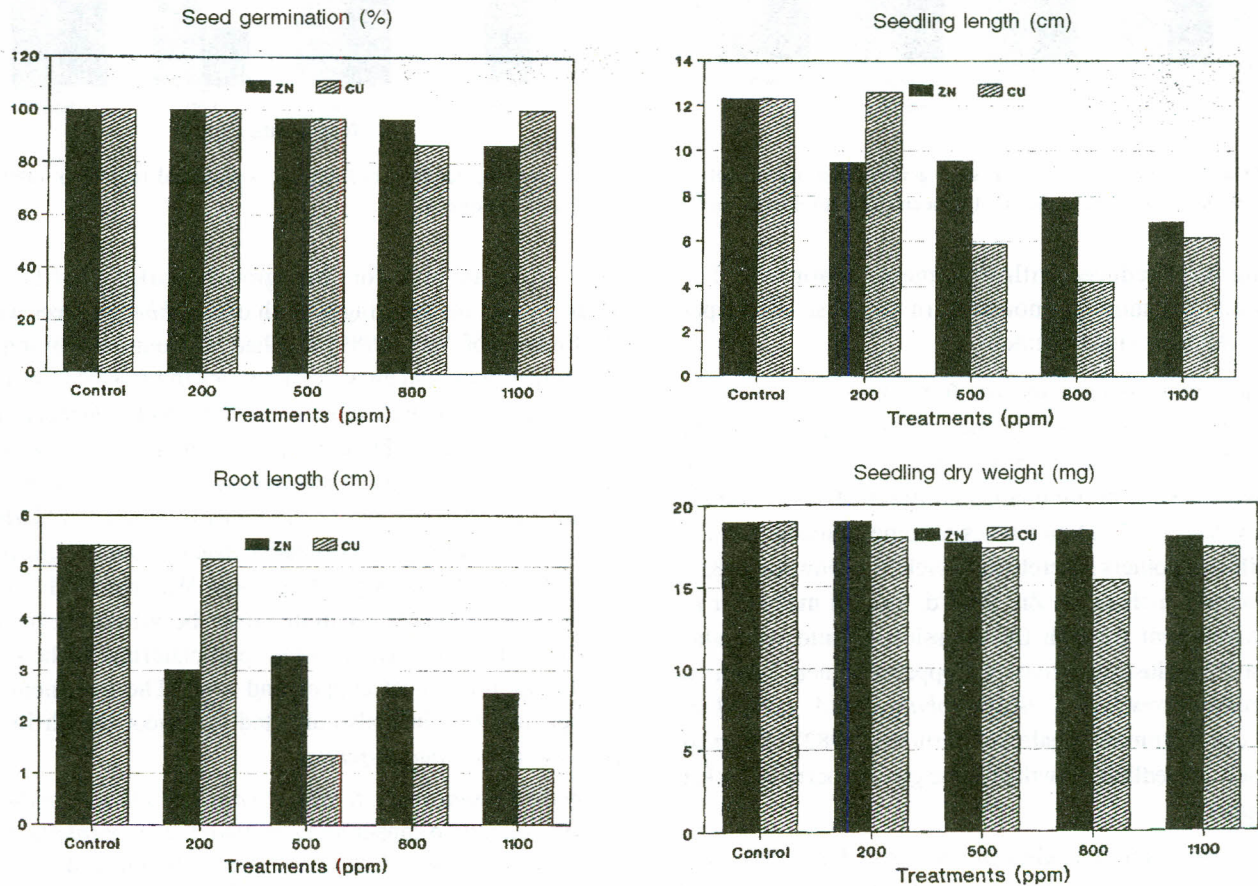 Seed germination (%)
120
100
80
60
40
20
0
ZN CU
Control 200 500 800 1100
Treatments (ppm)
Seedling length (cm)
14
12
10
8
6
4
2
0
ZN CU
Control 200 500 800 1100
Treatments (ppm)
Root length (cm)
6
5
4
3
2
1
0
ZN CU
Control 200 500 800 1100
Treatments (ppm)
Seedling dry weight (mg)
20
15
10
5
0
ZN CU
Control 200 500 800 1100
Treatments (ppm)